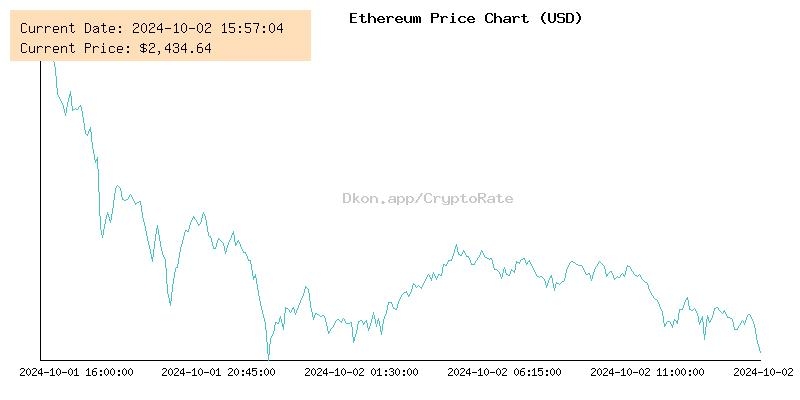 Ethereum Price Chart (USD)
Current Date: 2024-10-02 15:57:04
Current Price: $2,434.64
Dkon.app/CryptoRate
2024-10-01 16:00:00 2024-10-01 20:45:00 2024-10-02 01:30:00 2024-10-02 06:15:00 2024-10-02 11:00:00 2024-10-02